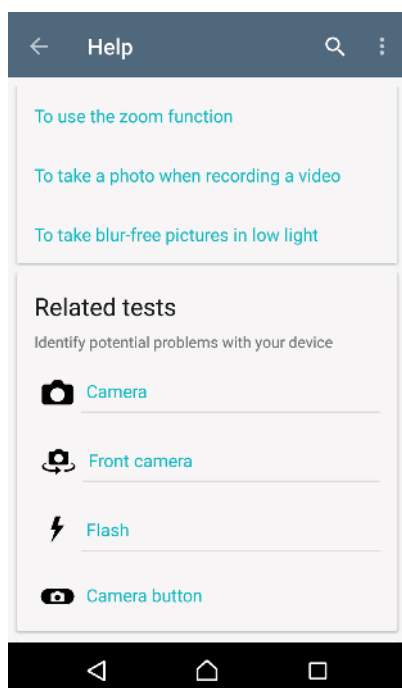 Help
To use the zoom function
To take a photo when recording a video
To take blur-free pictures in low light
Related tests
Identify potential problems with your device
Camera
Front camera
Flash
Camera button